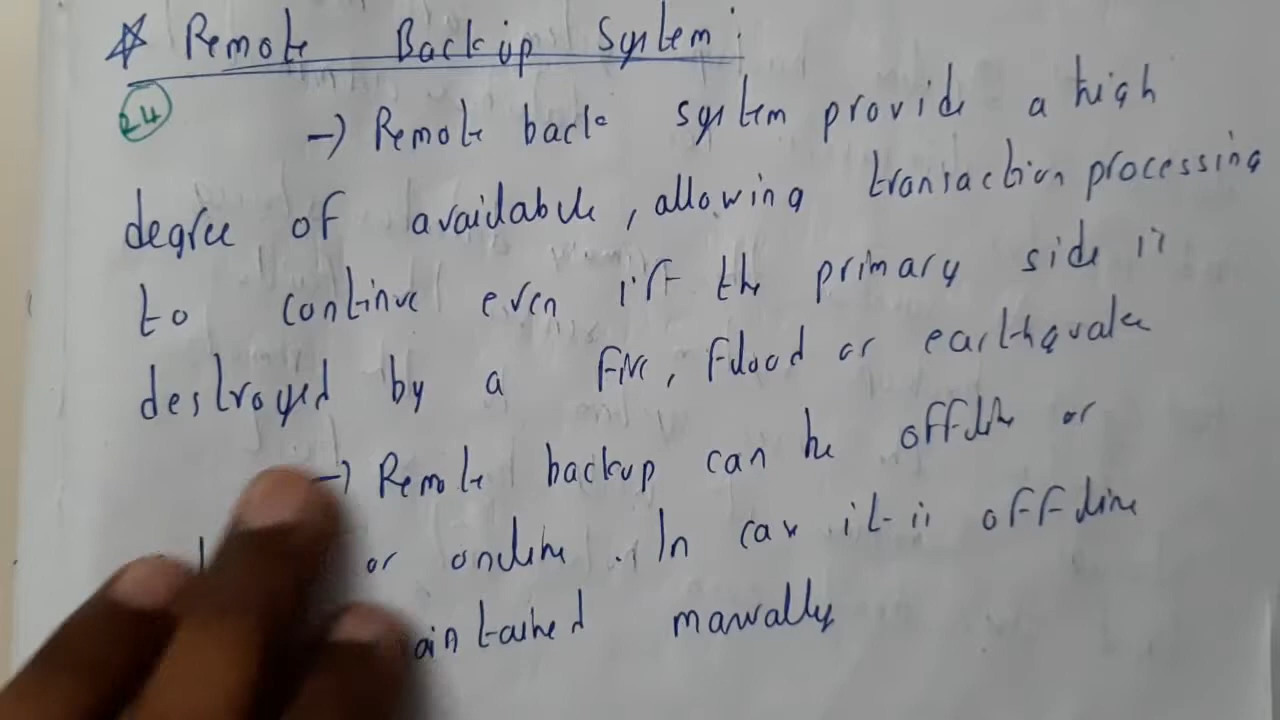 ☆ Remote Backup System :
24
→ Remote back system provide a high
degree of available, allowing transaction processing
to continue even if the primary side is
destroyed by a fire, flood or earthquake
→ Remote backup can be offline or
or online. In case it is offline
maintained manually